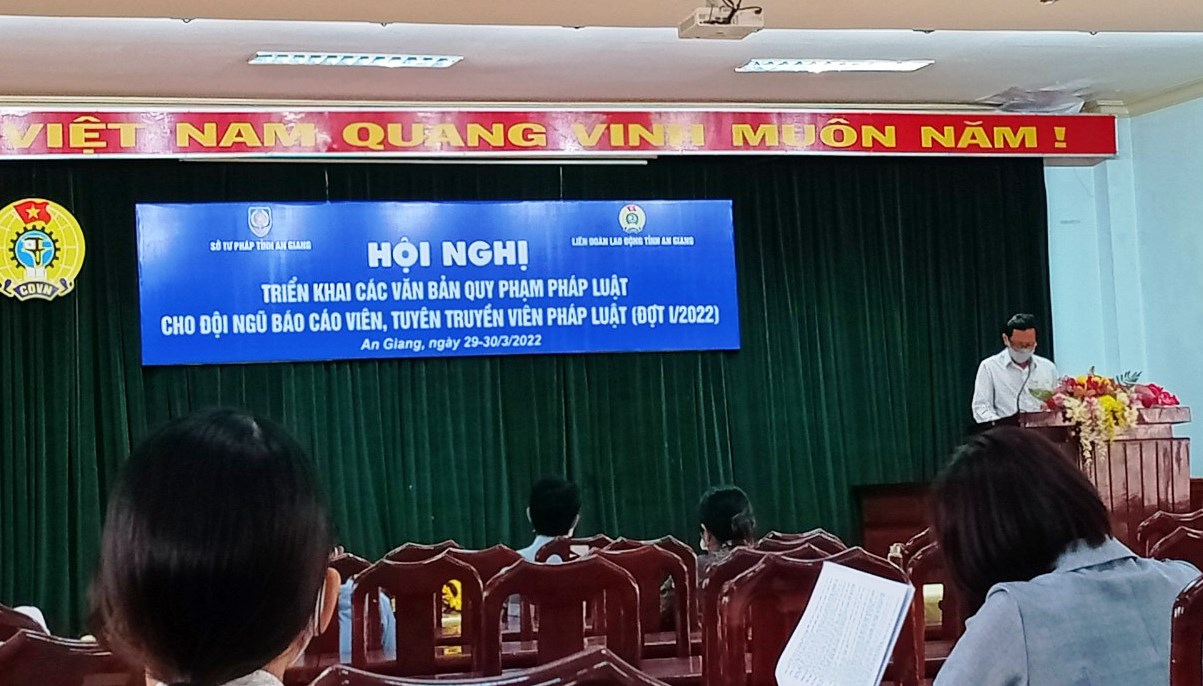 VIỆT NAM QUANG VINH MUÔN NĂM !
SỞ TƯ PHÁP TỈNH AN GIANG
LIÊN ĐOÀN LAO ĐỘNG TỈNH AN GIANG
HỘI NGHỊ
TRIỂN KHAI CÁC VĂN BẢN QUY PHẠM PHÁP LUẬT
CHO ĐỘI NGŨ BÁO CÁO VIÊN, TUYÊN TRUYỀN VIÊN PHÁP LUẬT (ĐỢT I/2022)
An Giang, ngày 29-30/3/2022
CĐVN